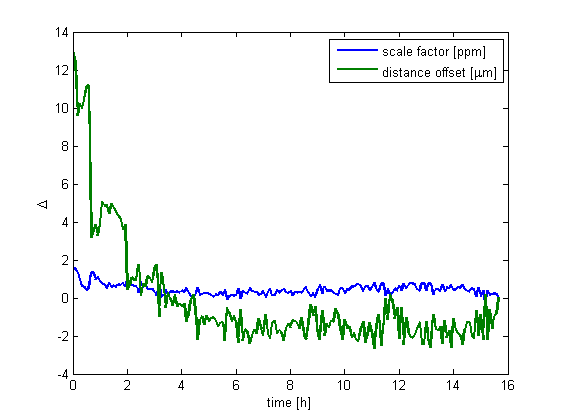 14
12
10
8
6
4
2
0
-2
-4
Δ
scale factor [ppm]
distance offset [µm]
0 2 4 6 8 10 12 14 16
time [h]